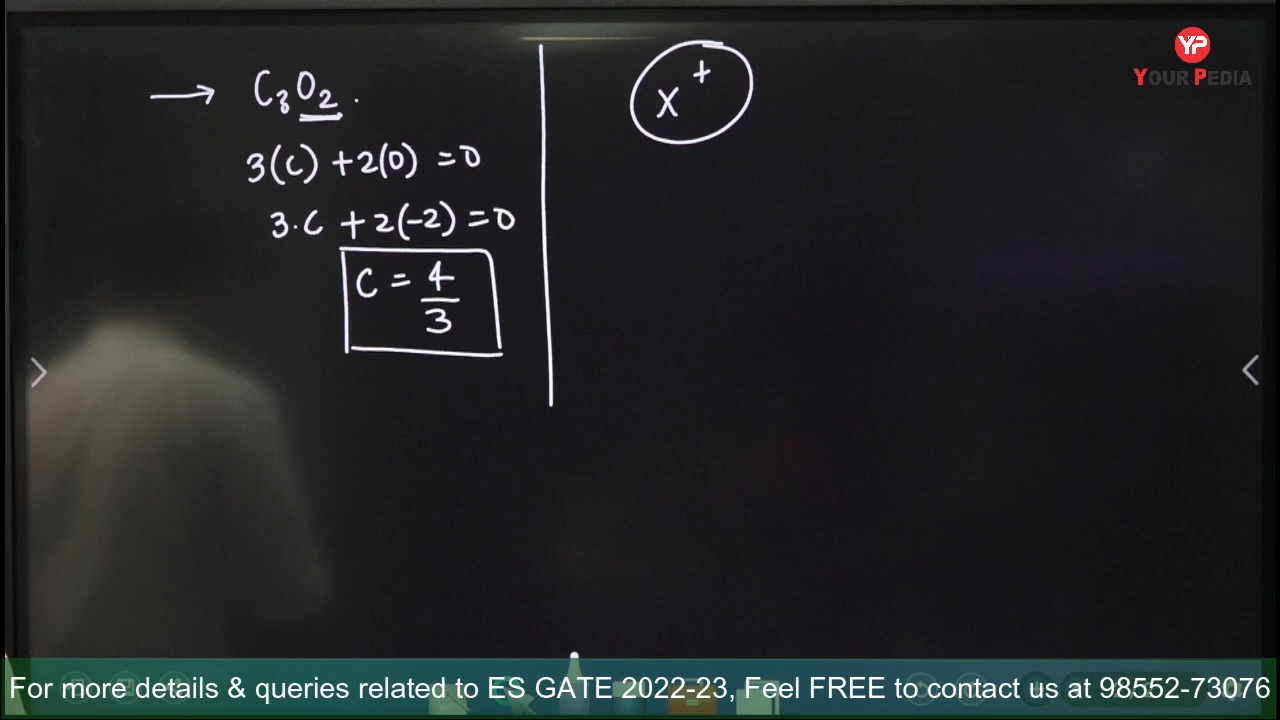 → C₃O₂.
3(C) + 2(O) = 0
3·C + 2(-2) = 0
C = 4/3
X⁺
YP
YOUR PEDIA
For more details & queries related to ES GATE 2022-23, Feel FREE to contact us at 98552-73076